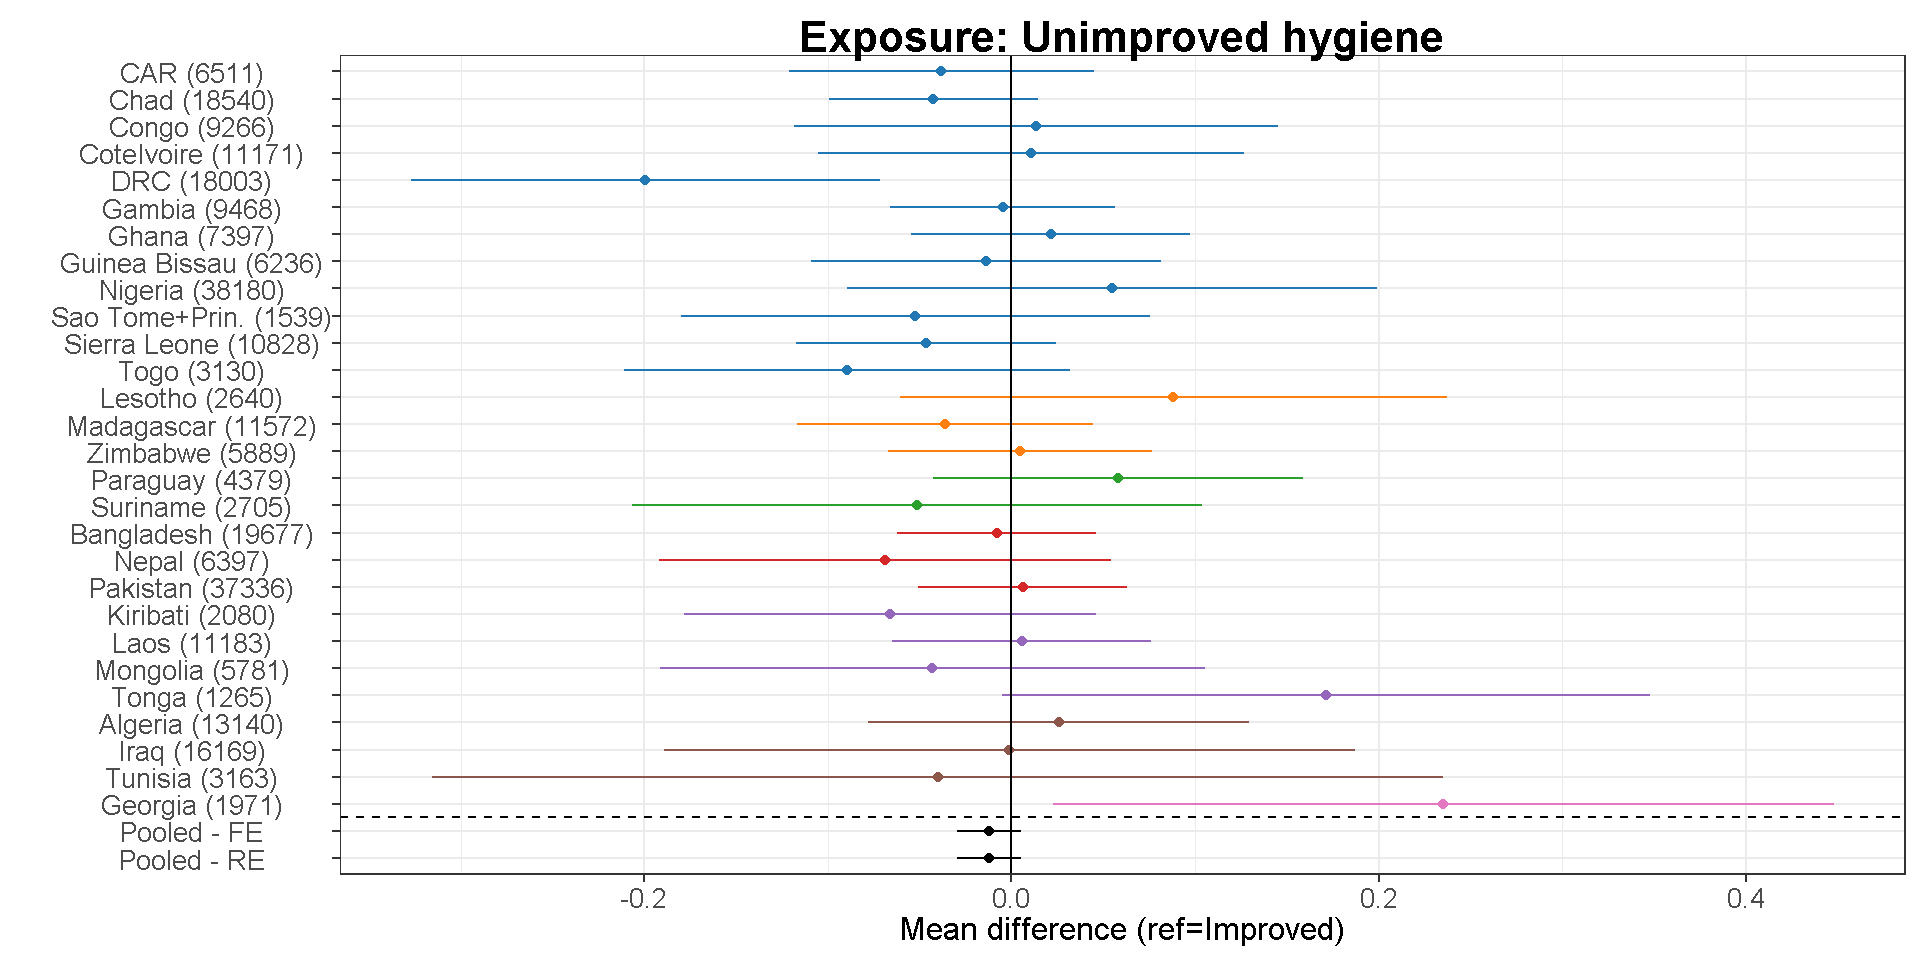 Exposure: Unimproved hygiene
CAR (6511)
Chad (18540)
Congo (9266)
CoteIvoire (11171)
DRC (18003)
Gambia (9468)
Ghana (7397)
Guinea Bissau (6236)
Nigeria (38180)
Sao Tome+Prin. (1539)
Sierra Leone (10828)
Togo (3130)
Lesotho (2640)
Madagascar (11572)
Zimbabwe (5889)
Paraguay (4379)
Suriname (2705)
Bangladesh (19677)
Nepal (6397)
Pakistan (37336)
Kiribati (2080)
Laos (11183)
Mongolia (5781)
Tonga (1265)
Algeria (13140)
Iraq (16169)
Tunisia (3163)
Georgia (1971)
Pooled - FE
Pooled - RE
-0.2 0.0 0.2 0.4
Mean difference (ref=Improved)